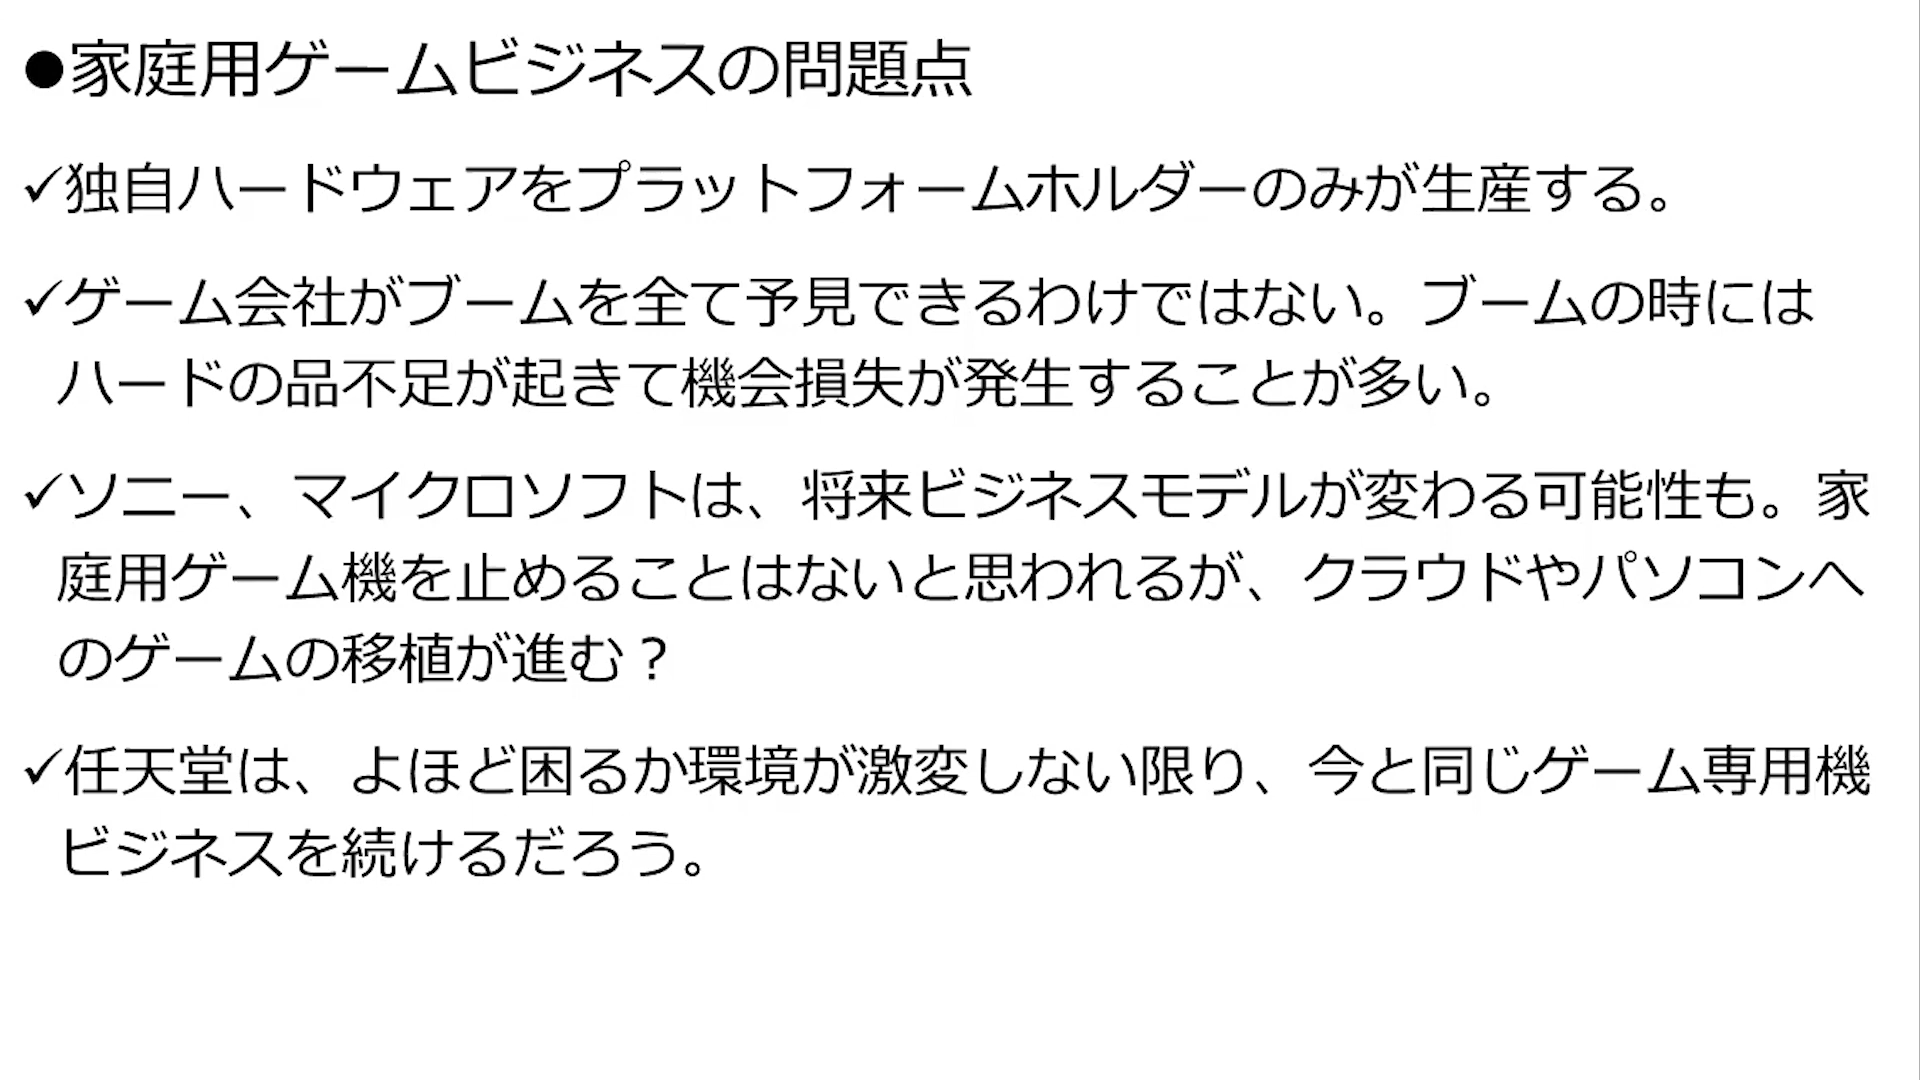 ●家庭用ゲームビジネスの問題点
✓独自ハードウェアをプラットフォームホルダーのみが生産する。
✓ゲーム会社がブームを全て予見できるわけではない。ブームの時には
ハードの品不足が起きて機会損失が発生することが多い。
✓ソニー、マイクロソフトは、将来ビジネスモデルが変わる可能性も。家
庭用ゲーム機を止めることはないと思われるが、クラウドやパソコンへ
のゲームの移植が進む？
✓任天堂は、よほど困るか環境が激変しない限り、今と同じゲーム専用機
ビジネスを続けるだろう。